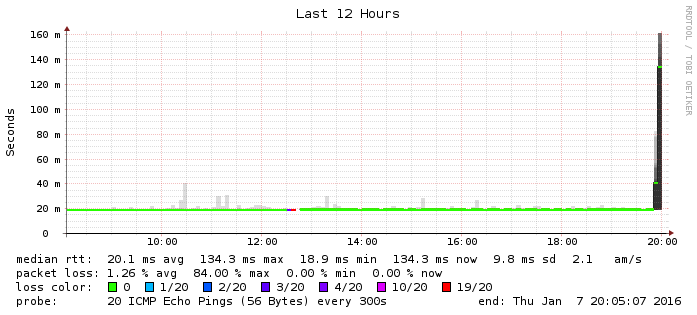 Last 12 Hours
RRDTOOL / TOBI OETIKER
Seconds
160 m
140 m
120 m
100 m
80 m
60 m
40 m
20 m
0
10:00 12:00 14:00 16:00 18:00 20:00
median rtt: 20.1 ms avg 134.3 ms max 18.9 ms min 134.3 ms now 9.8 ms sd 2.1 am/s
packet loss: 1.26 % avg 84.00 % max 0.00 % min 0.00 % now
loss color: 0 1/20 2/20 3/20 4/20 10/20 19/20
probe: 20 ICMP Echo Pings (56 Bytes) every 300s end: Thu Jan 7 20:05:07 2016